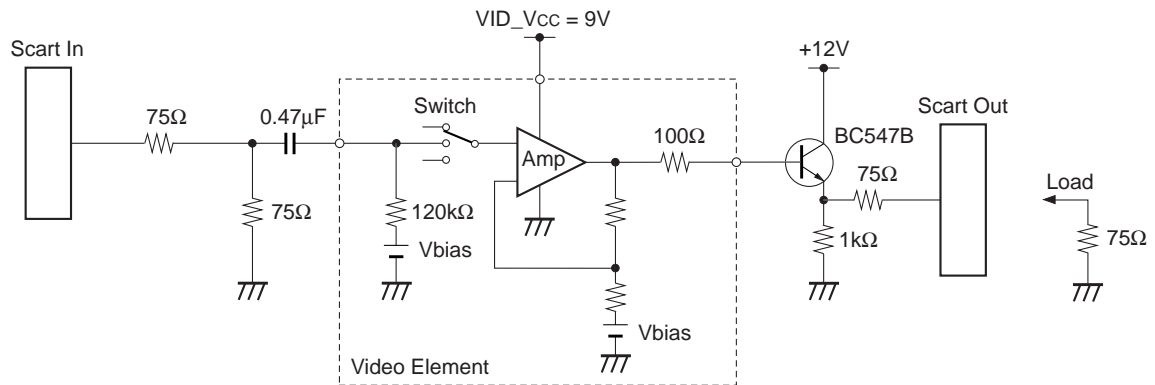 VID_VCC = 9V
Scart In
+12V
75Ω
0.47μF
Switch
Scart Out
100Ω
BC547B
Amp
75Ω
Load
75Ω
120kΩ
1kΩ
75Ω
Vbias
Vbias
Video Element